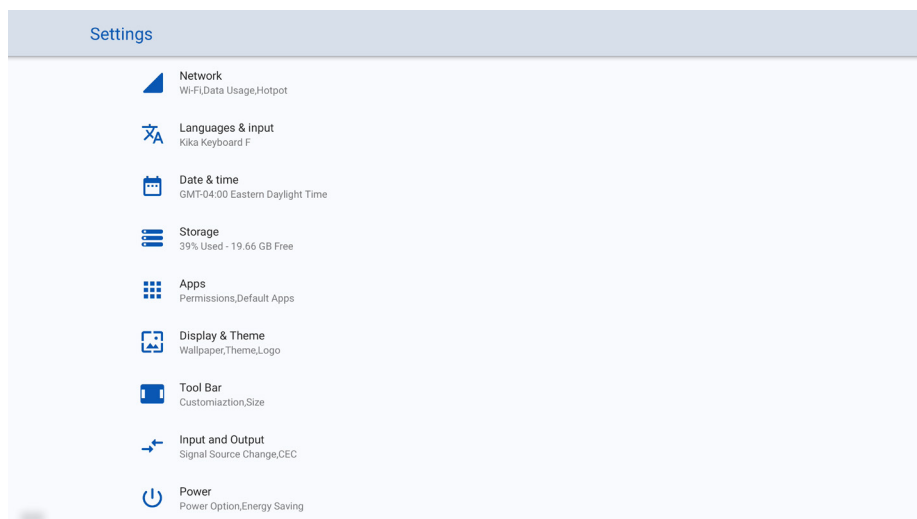 Settings
Network
Wi-Fi,Data Usage,Hotpot
Languages & input
Kika Keyboard F
Date & time
GMT-04:00 Eastern Daylight Time
Storage
39% Used - 19.66 GB Free
Apps
Permissions,Default Apps
Display & Theme
Wallpaper,Theme,Logo
Tool Bar
Customiaztion,Size
Input and Output
Signal Source Change,CEC
Power
Power Option,Energy Saving